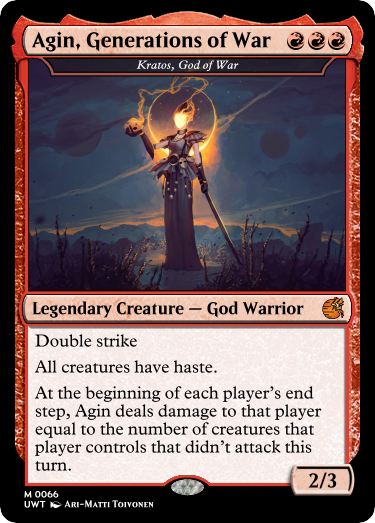 Agin, Generations of War
Kratos, God of War
Legendary Creature — God Warrior
Double strike
All creatures have haste.
At the beginning of each player's end
step, Agin deals damage to that player
equal to the number of creatures that
player controls that didn't attack this
turn.
2/3
M 0066
UWT Ari-Matti Toivonen